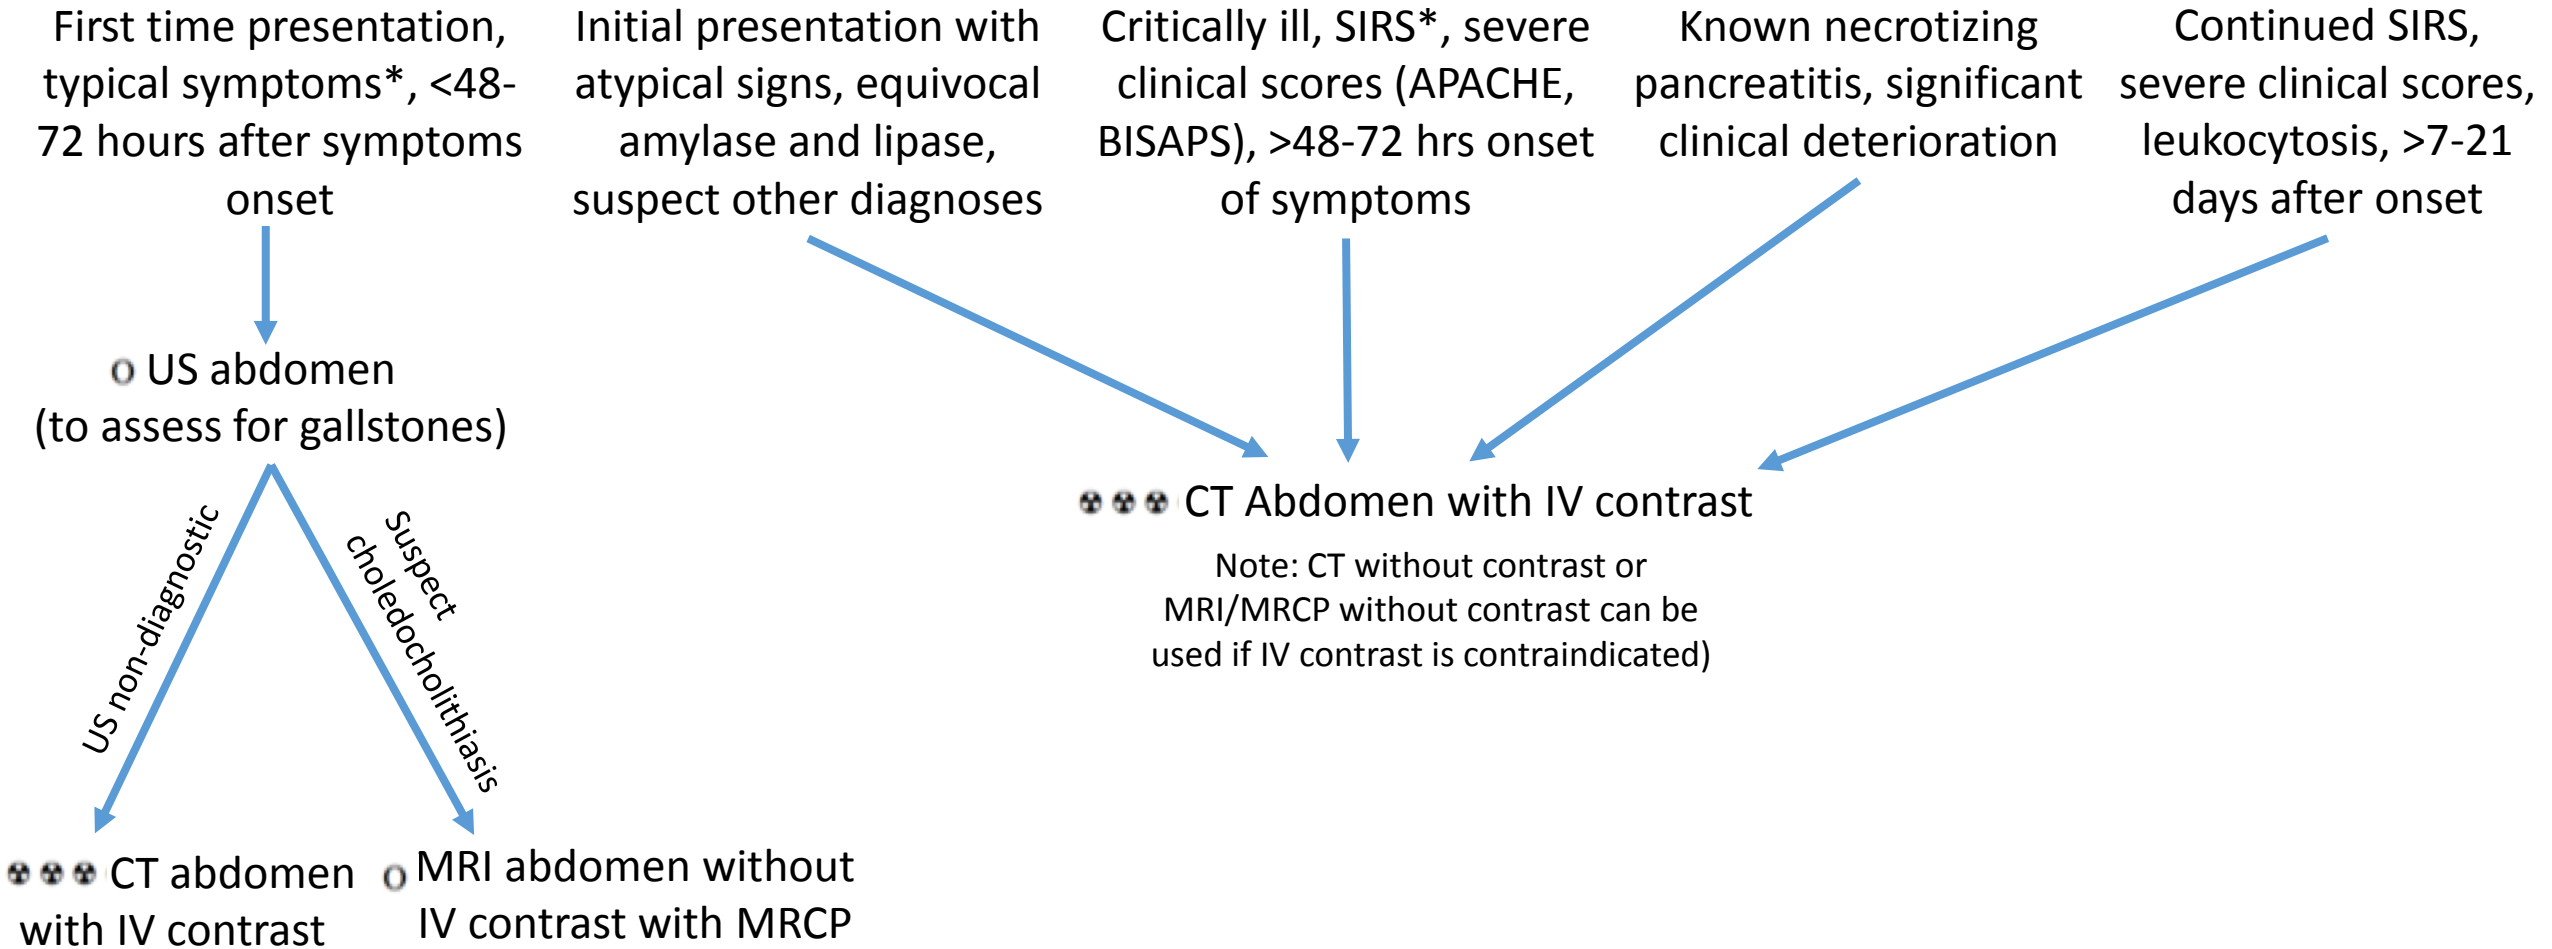 First time presentation,
typical symptoms*, <48-
72 hours after symptoms
onset
Initial presentation with
atypical signs, equivocal
amylase and lipase,
suspect other diagnoses
Critically ill, SIRS*, severe
clinical scores (APACHE,
BISAPS), >48-72 hrs onset
of symptoms
Known necrotizing
pancreatitis, significant
clinical deterioration
Continued SIRS,
severe clinical scores,
leukocytosis, >7-21
days after onset
O US abdomen
(to assess for gallstones)
US non-diagnostic
Suspect
choledocholithiasis
☢ ☢ ☢ CT Abdomen with IV contrast
Note: CT without contrast or
MRI/MRCP without contrast can be
used if IV contrast is contraindicated)
☢ ☢ ☢ CT abdomen
with IV contrast
O MRI abdomen without
IV contrast with MRCP